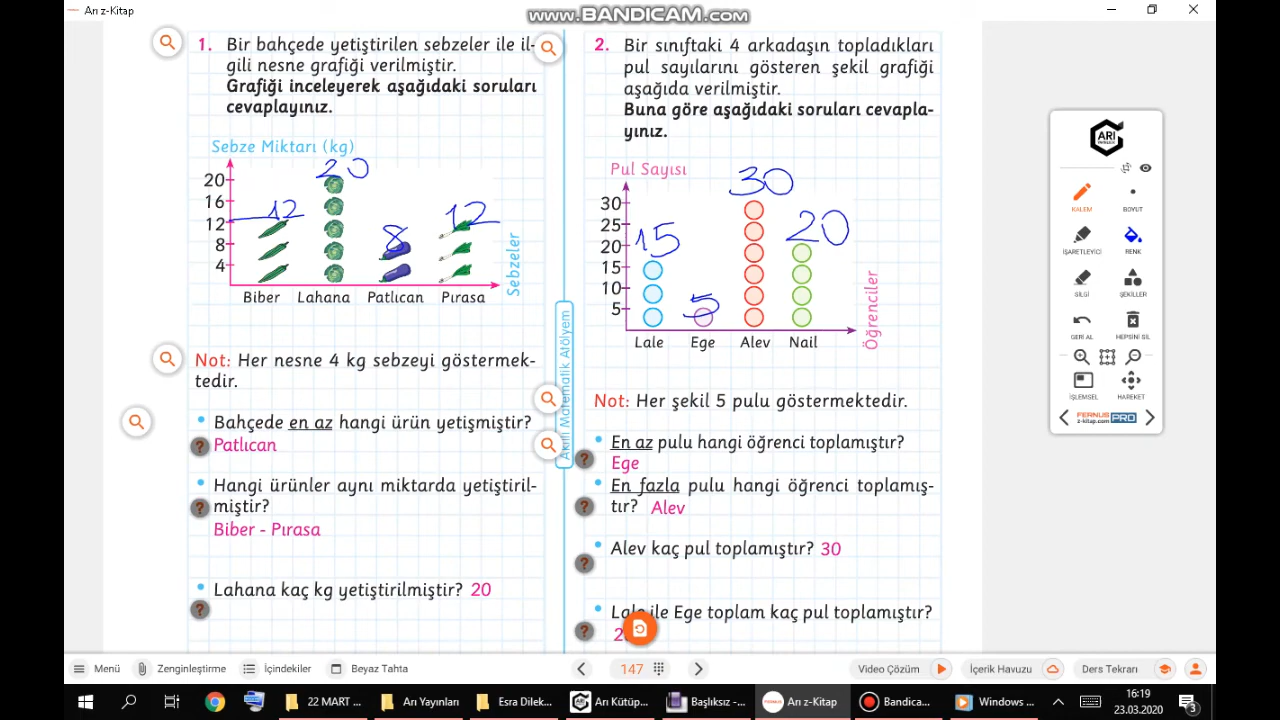 Arı z-Kitap
www.BANDICAM.com
1. Bir bahçede yetiştirilen sebzeler ile il-
gili nesne grafiği verilmiştir.
Grafiği inceleyerek aşağıdaki soruları
cevaplayınız.
Sebze Miktarı (kg)
20
20
16
12
8
4
12
8
12
Biber Lahana Patlıcan Pırasa
Sebzeler
Not: Her nesne 4 kg sebzeyi göstermek-
tedir.
• Bahçede en az hangi ürün yetişmiştir?
Patlıcan
• Hangi ürünler aynı miktarda yetiştiril-
miştir?
Biber - Pırasa
• Lahana kaç kg yetiştirilmiştir? 20
Akıllı Matematik Atölyem
2. Bir sınıftaki 4 arkadaşın topladıkları
pul sayılarını gösteren şekil grafiği
aşağıda verilmiştir.
Buna göre aşağıdaki soruları cevapla-
yınız.
Pul Sayısı
30
25
20
15
10
5
15
5
30
20
Lale Ege Alev Nail
Öğrenciler
Not: Her şekil 5 pulu göstermektedir.
• En az pulu hangi öğrenci toplamıştır?
Ege
• En fazla pulu hangi öğrenci toplamış-
tır? Alev
• Alev kaç pul toplamıştır? 30
• Lale ile Ege toplam kaç pul toplamıştır?
ARI
KALEM BOYUT
İŞARETLEYİCİ RENK
SİLGİ ŞEKİLLER
GERİ AL HEPSİNİ SİL
İŞLEMSEL HAREKET
FERNUS PRO
z-kitap.com
Menü Zenginleştirme İçindekiler Beyaz Tahta 147 Video Çözüm İçerik Havuzu Ders Tekrarı
22 MART ... Arı Yayınları Esra Dilek... Arı Kütüp... Başlıksız -... Arı z-Kitap Bandica... Windows ... 16:19
23.03.2020
3